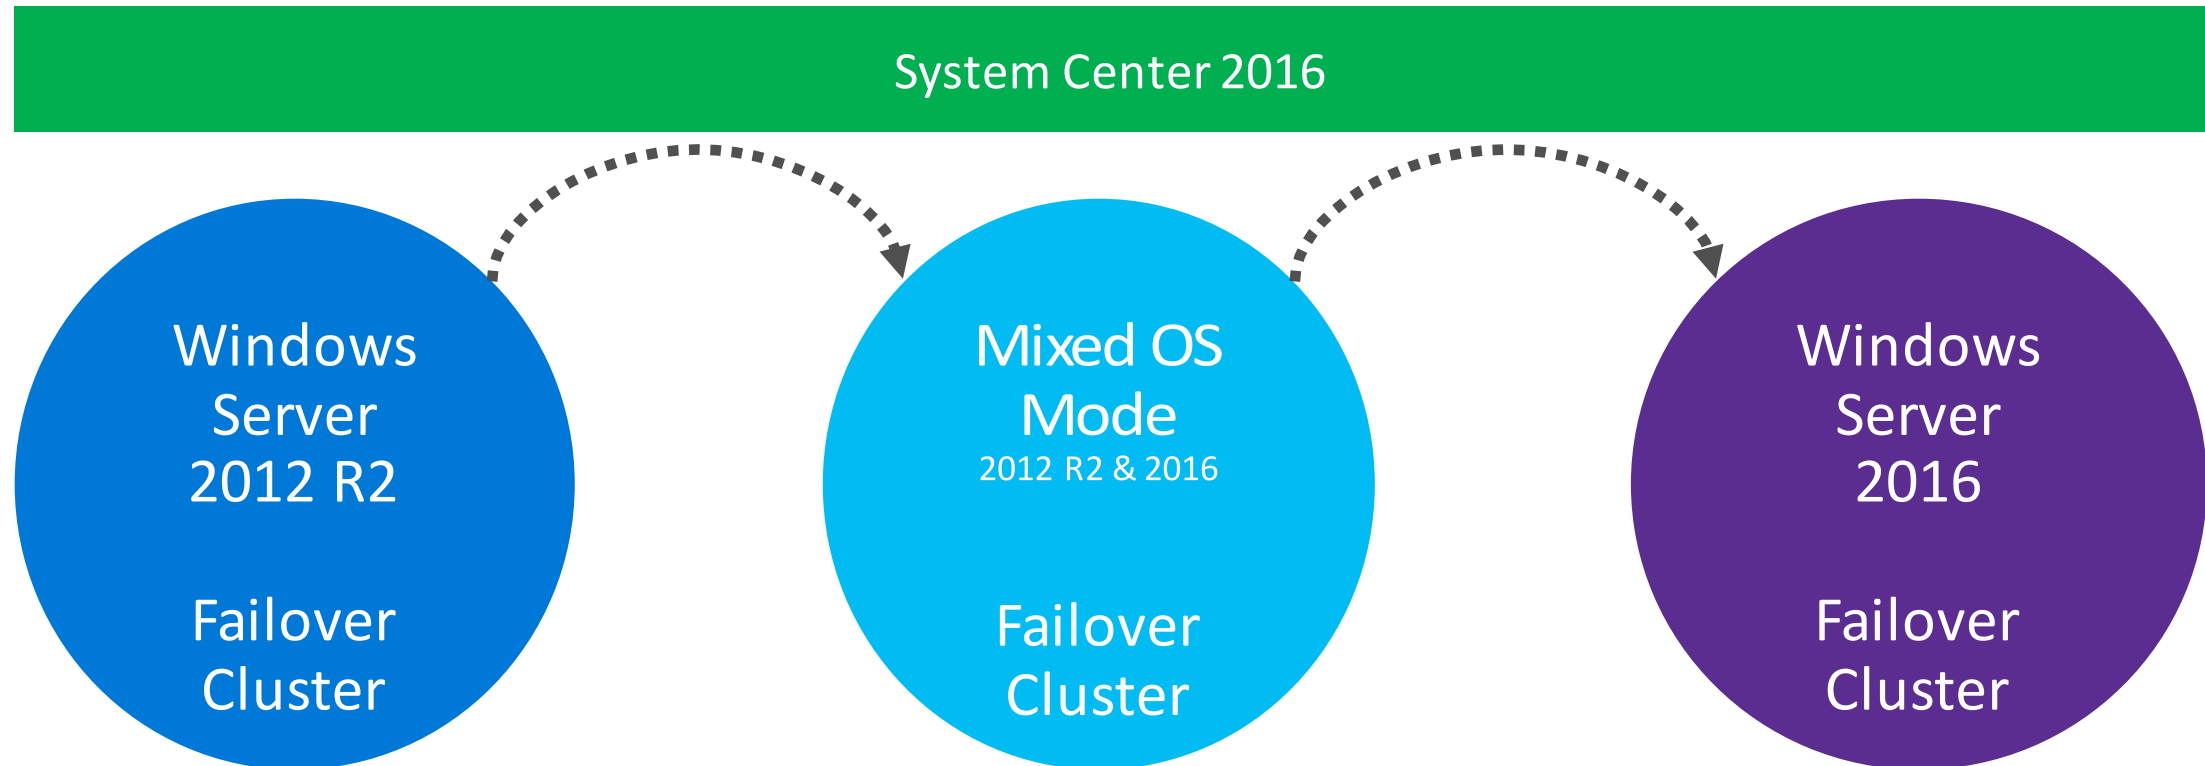 System Center 2016
Windows
Server
2012 R2
Failover
Cluster
Mixed OS
Mode
2012 R2 & 2016
Failover
Cluster
Windows
Server
2016
Failover
Cluster